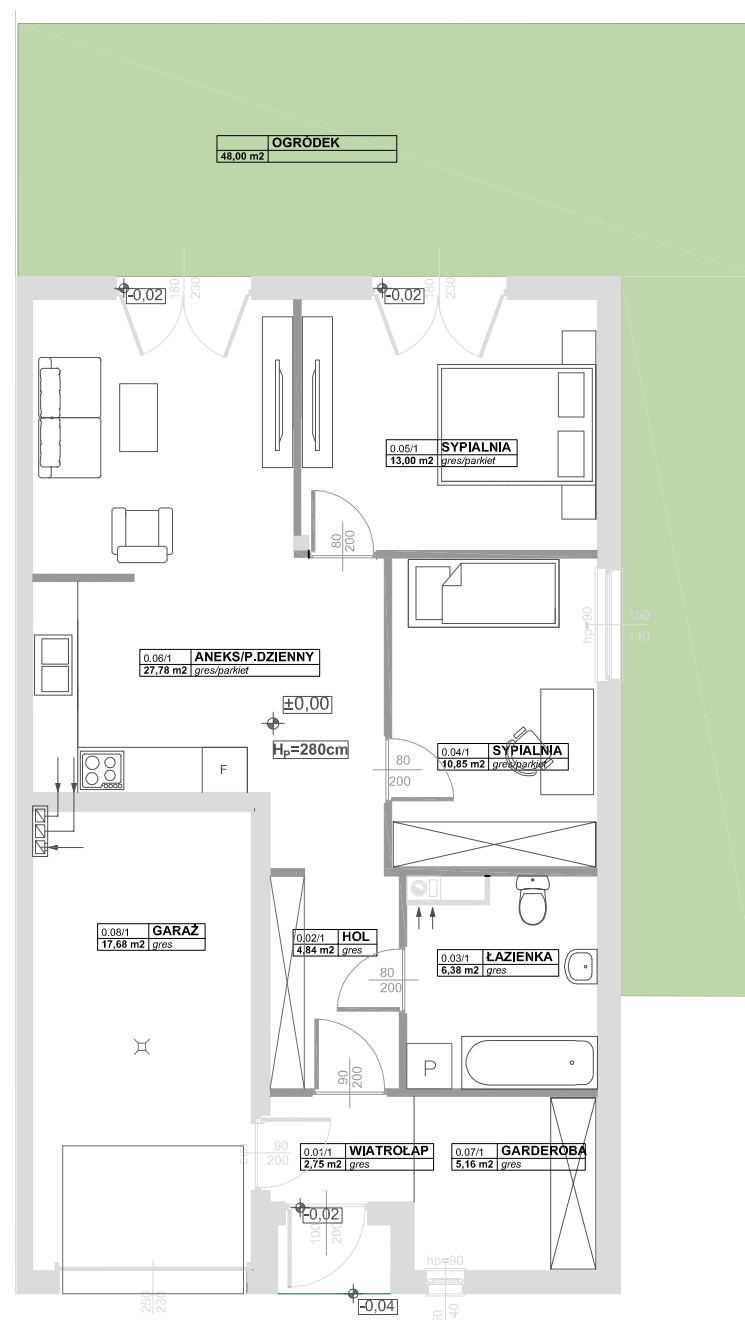 OGRÓDEK
48,00 m2
180
230
-0,02
180
230
-0,02
0.05/1 SYPIALNIA
13,00 m2 gres/parkiet
80
200
hp=90
150
140
0.06/1 ANEKS/P.DZIENNY
27,78 m2 gres/parkiet
±0,00
HP=280cm
F
80
200
0.04/1 SYPIALNIA
10,85 m2 gres/parkiet
0.08/1 GARAŻ
17,68 m2 gres
0.02/1 HOL
4,84 m2 gres
0.03/1 ŁAZIENKA
6,38 m2 gres
80
200
P
90
200
90
200
0.01/1 WIATROŁAP
2,75 m2 gres
0.07/1 GARDEROBA
5,16 m2 gres
-0,02
100
200
hp=90
250
230
-0,04